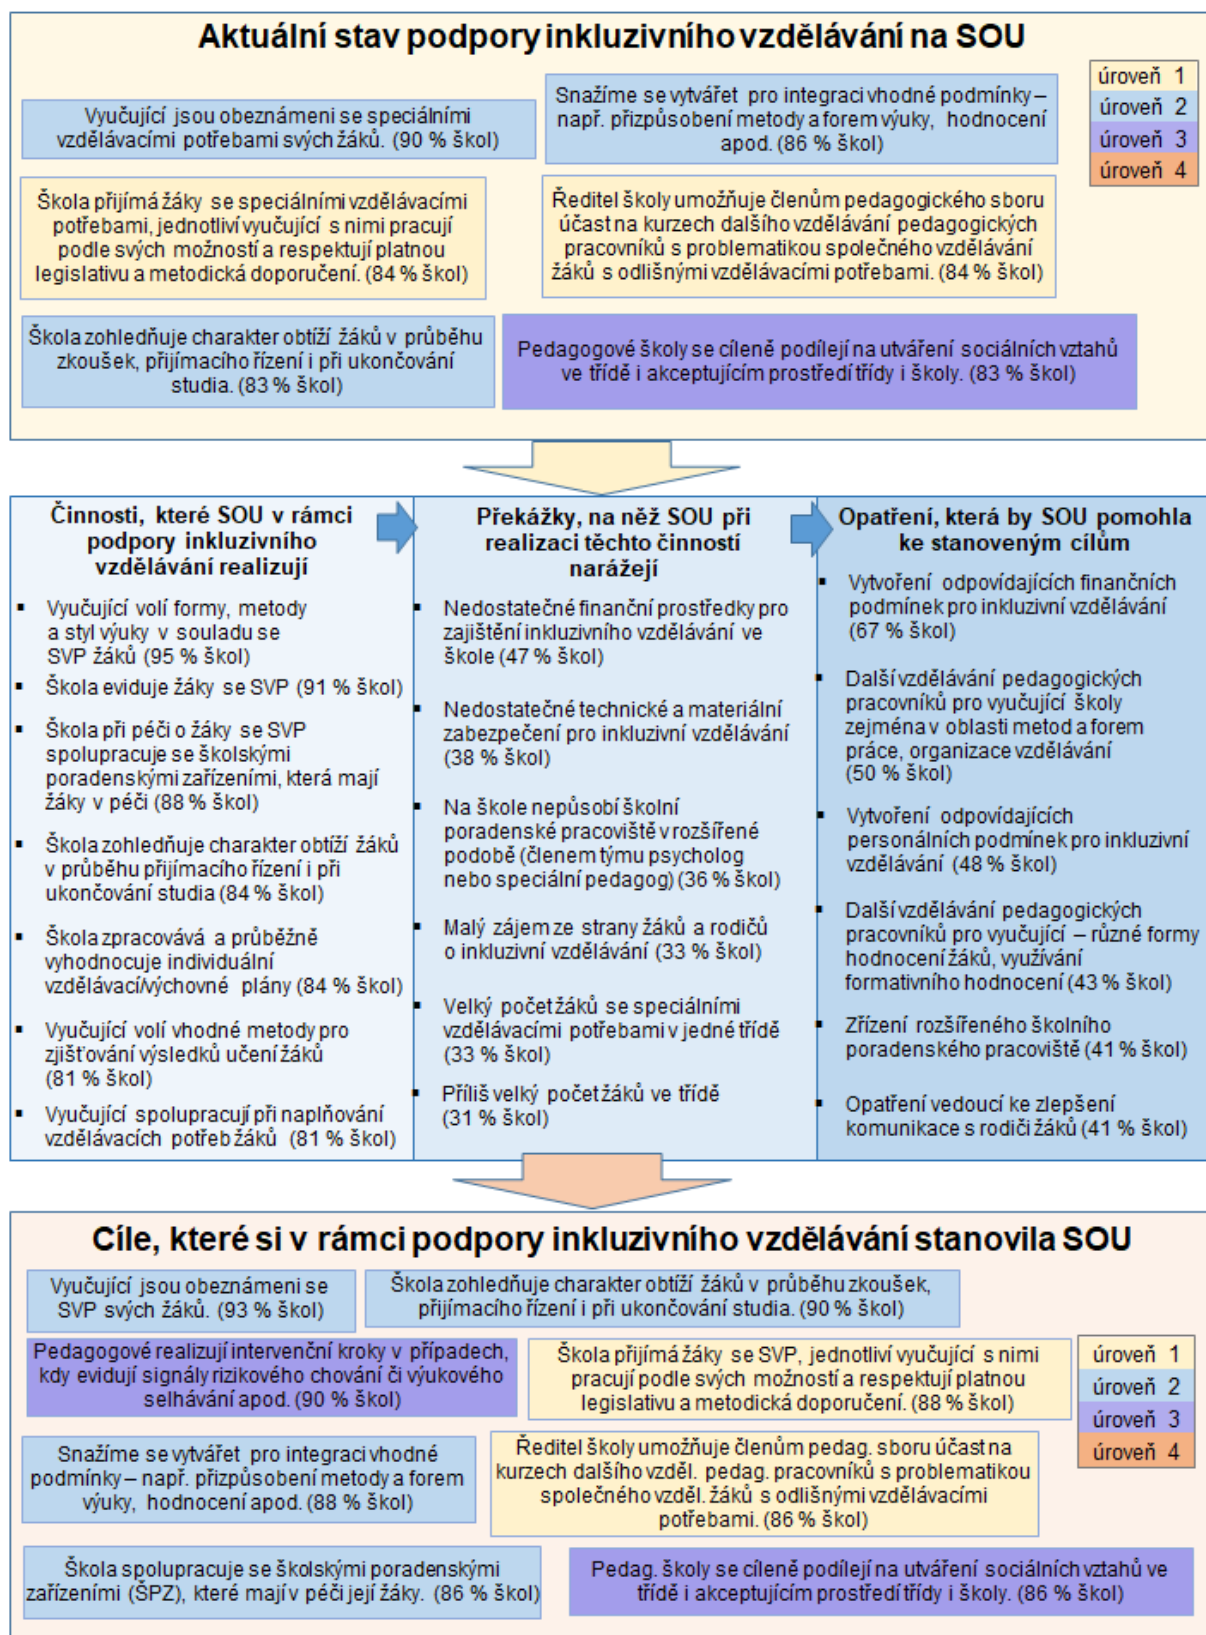 Aktuální stav podpory inkluzivního vzdělávání na SOU
úroveň 1
úroveň 2
úroveň 3
úroveň 4
Vyučující jsou obeznámeni se speciálními
vzdělávacími potřebami svých žáků. (90 % škol)
Snažíme se vytvářet pro integraci vhodné podmínky –
např. přizpůsobení metody a forem výuky, hodnocení
apod. (86 % škol)
Škola přijímá žáky se speciálními vzdělávacími
potřebami, jednotliví vyučující s nimi pracují
podle svých možností a respektují platnou
legislativu a metodická doporučení. (84 % škol)
Ředitel školy umožňuje členům pedagogického sboru
účast na kurzech dalšího vzdělávání pedagogických
pracovníků s problematikou společného vzdělávání
žáků s odlišnými vzdělávacími potřebami. (84 % škol)
Škola zohledňuje charakter obtíží žáků v průběhu
zkoušek, přijímacího řízení i při ukončování
studia. (83 % škol)
Pedagogové školy se cíleně podílejí na utváření sociálních vztahů
ve třídě i akceptujícím prostředí třídy i školy. (83 % škol)
Činnosti, které SOU v rámci
podpory inkluzivního
vzdělávání realizují
▪ Vyučující volí formy, metody
a styl výuky v souladu se
SVP žáků (95 % škol)
▪ Škola eviduje žáky se SVP (91 % škol)
▪ Škola při péči o žáky se SVP
spolupracuje se školskými
poradenskými zařízeními, která mají
žáky v péči (88 % škol)
▪ Škola zohledňuje charakter obtíží žáků
v průběhu přijímacího řízení i při
ukončování studia (84 % škol)
▪ Škola zpracovává a průběžně
vyhodnocuje individuální
vzdělávací/výchovné plány (84 % škol)
▪ Vyučující volí vhodné metody pro
zjišťování výsledků učení žáků
(81 % škol)
▪ Vyučující spolupracují při naplňování
vzdělávacích potřeb žáků (81 % škol)
Překážky, na něž SOU při
realizaci těchto činností
narážejí
▪ Nedostatečné finanční prostředky pro
zajištění inkluzivního vzdělávání ve
škole (47 % škol)
▪ Nedostatečné technické a materiální
zabezpečení pro inkluzivní vzdělávání
(38 % škol)
▪ Na škole nepůsobí školní
poradenské pracoviště v rozšířené
podobě (členem týmu psycholog
nebo speciální pedagog) (36 % škol)
▪ Malý zájem ze strany žáků a rodičů
o inkluzivní vzdělávání (33 % škol)
▪ Velký počet žáků se speciálními
vzdělávacími potřebami v jedné třídě
(33 % škol)
▪ Příliš velký počet žáků ve třídě
(31 % škol)
Opatření, která by SOU pomohla
ke stanoveným cílům
▪ Vytvoření odpovídajících finančních
podmínek pro inkluzivní vzdělávání
(67 % škol)
▪ Další vzdělávání pedagogických
pracovníků pro vyučující školy
zejména v oblasti metod a forem
práce, organizace vzdělávání
(50 % škol)
▪ Vytvoření odpovídajících
personálních podmínek pro inkluzivní
vzdělávání (48 % škol)
▪ Další vzdělávání pedagogických
pracovníků pro vyučující – různé formy
hodnocení žáků, využívání
formativního hodnocení (43 % škol)
▪ Zřízení rozšířeného školního
poradenského pracoviště (41 % škol)
▪ Opatření vedoucí ke zlepšení
komunikace s rodiči žáků (41 % škol)
Cíle, které si v rámci podpory inkluzivního vzdělávání stanovila SOU
Vyučující jsou obeznámeni se
SVP svých žáků. (93 % škol)
Škola zohledňuje charakter obtíží žáků v průběhu zkoušek,
přijímacího řízení i při ukončování studia. (90 % škol)
Pedagogové realizují intervenční kroky v případech,
kdy evidují signály rizikového chování či výukového
selhávání apod. (90 % škol)
Škola přijímá žáky se SVP, jednotliví vyučující s nimi
pracují podle svých možností a respektují platnou
legislativu a metodická doporučení. (88 % škol)
úroveň 1
úroveň 2
úroveň 3
úroveň 4
Snažíme se vytvářet pro integraci vhodné
podmínky – např. přizpůsobení metody a forem
výuky, hodnocení apod. (88 % škol)
Ředitel školy umožňuje členům pedag. sboru účast na
kurzech dalšího vzděl. pedag. pracovníků s problematikou
společného vzděl. žáků s odlišnými vzdělávacími
potřebami. (86 % škol)
Škola spolupracuje se školskými poradenskými
zařízeními (ŠPZ), které mají v péči její žáky. (86 % škol)
Pedag. školy se cíleně podílejí na utváření sociálních vztahů ve
třídě i akceptujícím prostředí třídy i školy. (86 % škol)